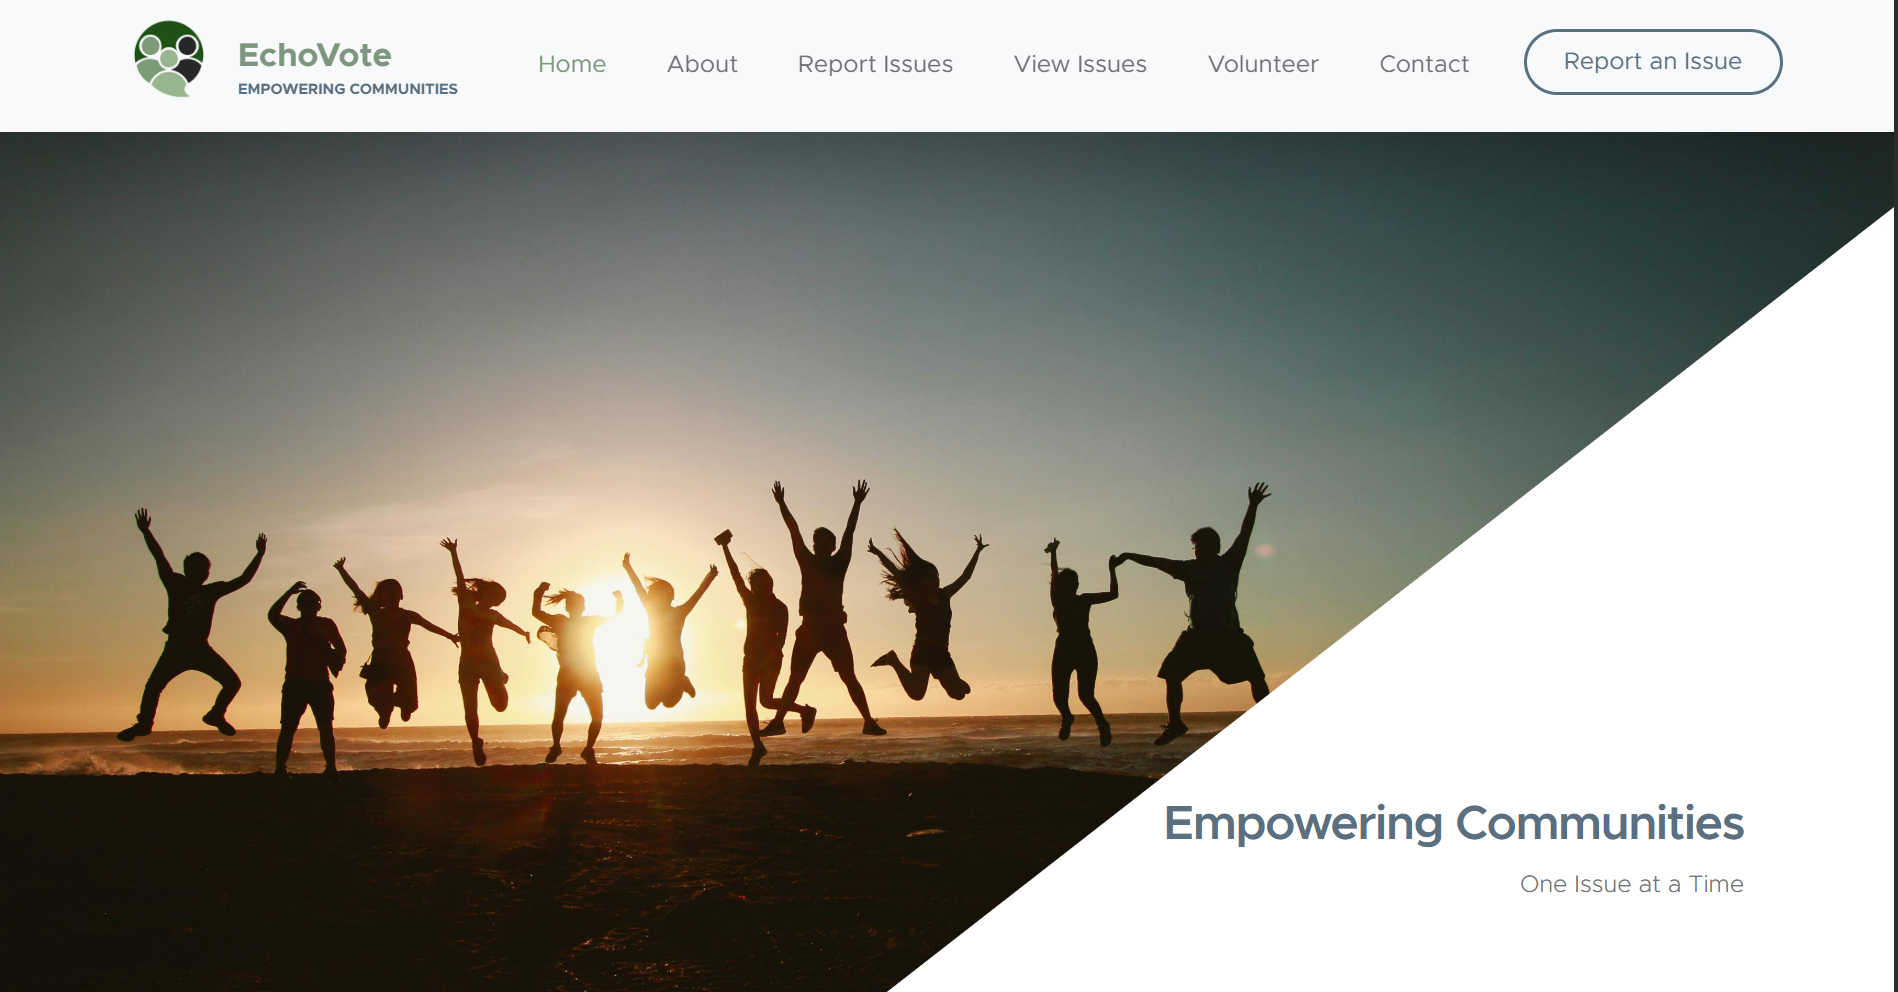 EchoVote
EMPOWERING COMMUNITIES
Home About Report Issues View Issues Volunteer Contact Report an Issue
Empowering Communities
One Issue at a Time